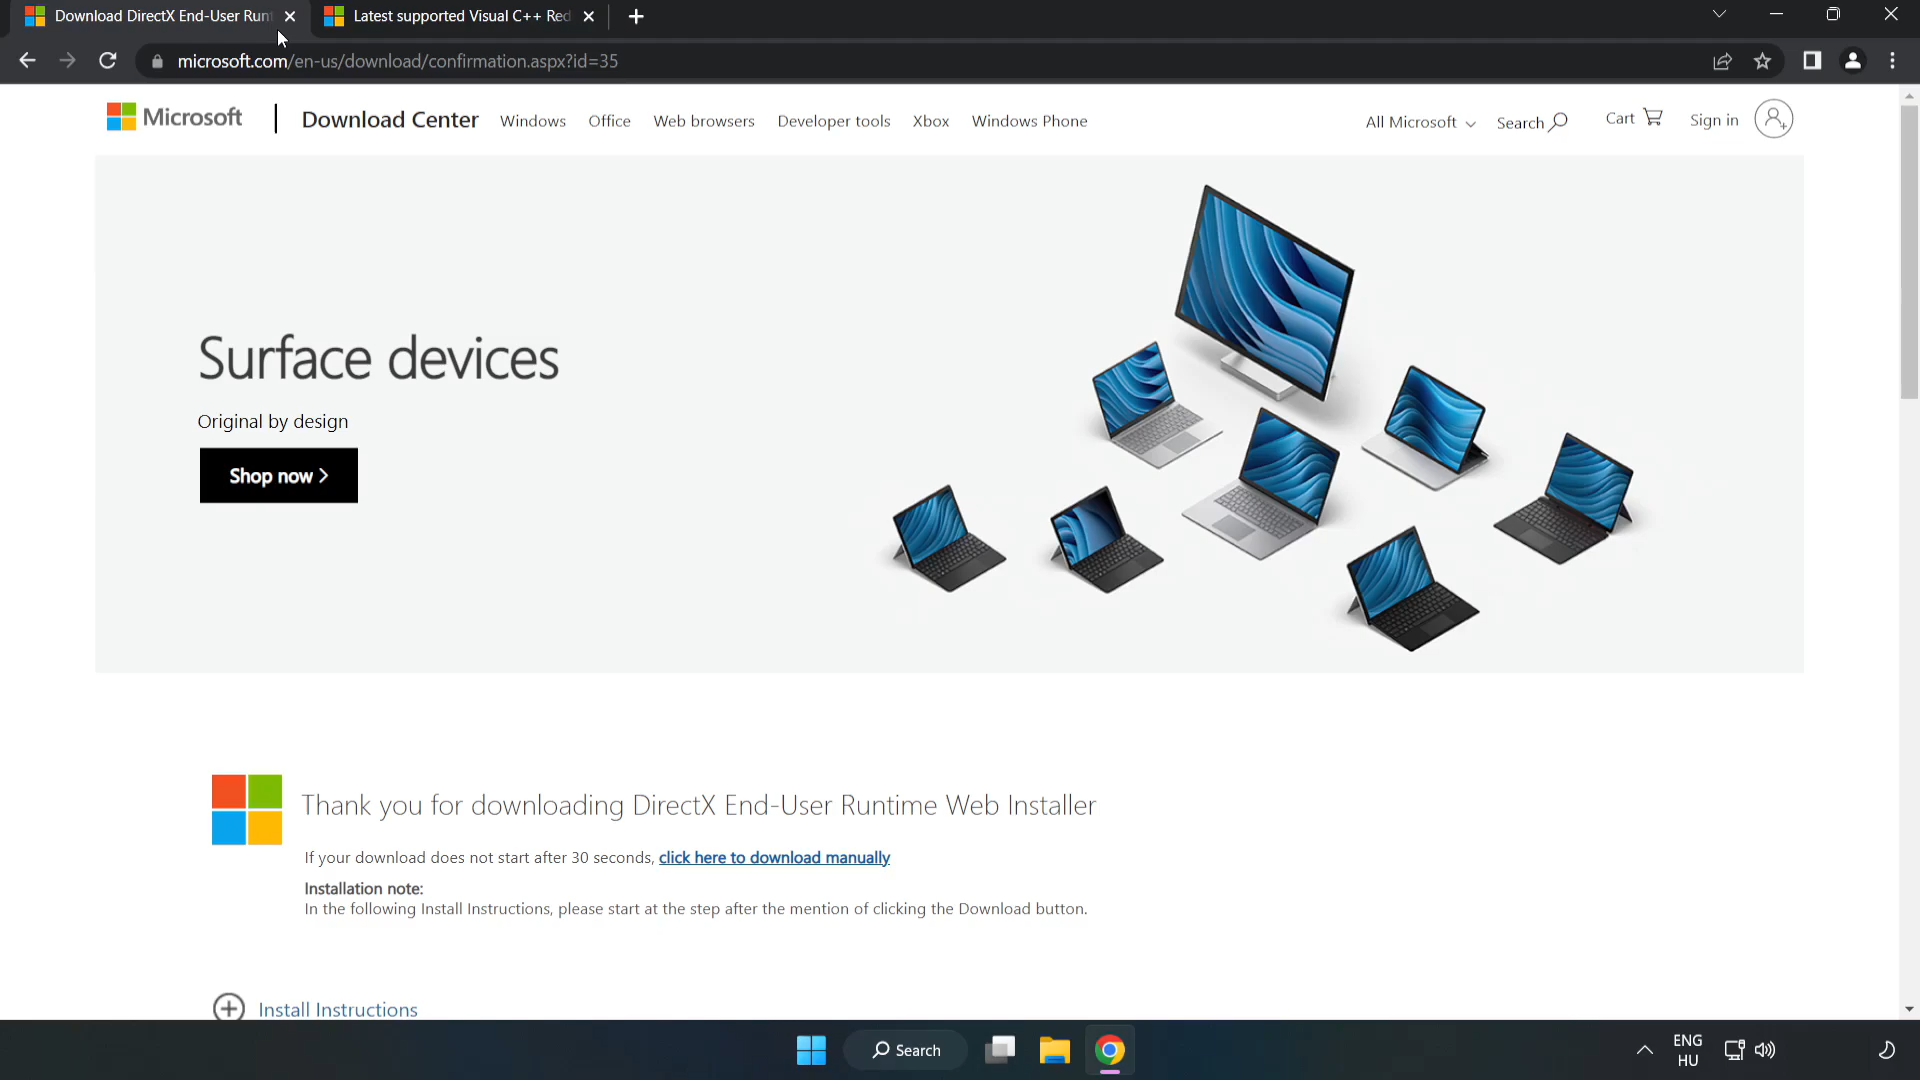 Download DirectX End-User Runt
Latest supported Visual C++ Red
microsoft.com/en-us/download/confirmation.aspx?id=35
Microsoft
Download Center
Windows
Office
Web browsers
Developer tools
Xbox
Windows Phone
All Microsoft
Search
Cart
Sign in
Surface devices
Original by design
Shop now
Thank you for downloading DirectX End-User Runtime Web Installer
If your download does not start after 30 seconds, click here to download manually
Installation note:
In the following Install Instructions, please start at the step after the mention of clicking the Download button.
Install Instructions
Search
ENG
HU